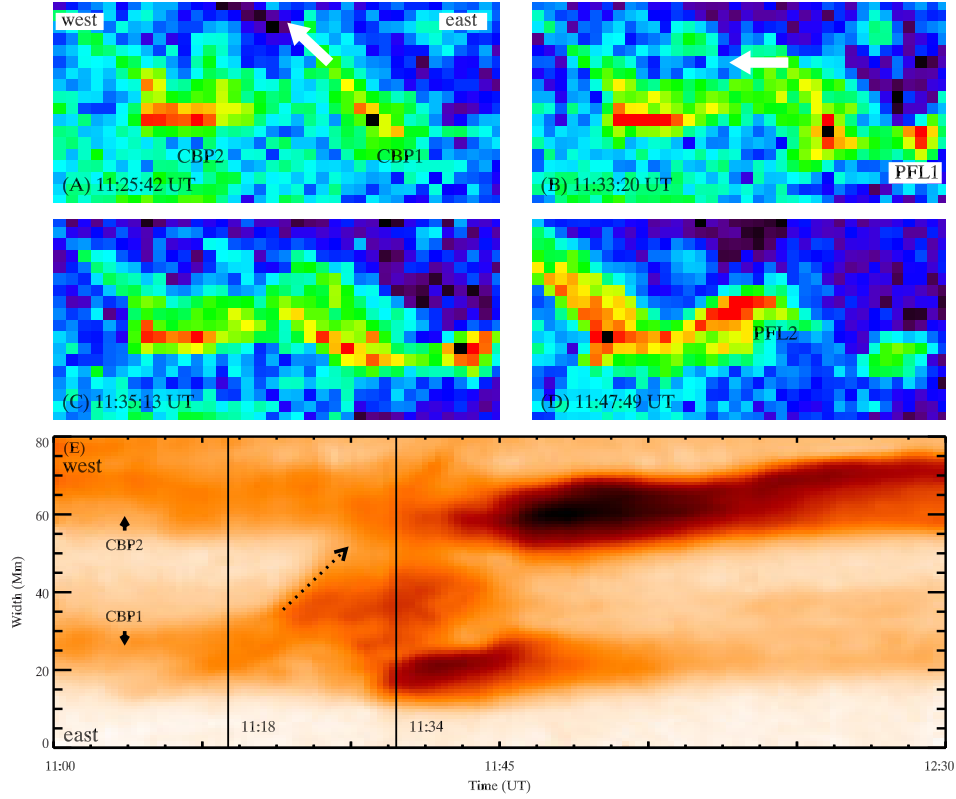 west
east
CBP2
CBP1
(A) 11:25:42 UT
PFL1
(B) 11:33:20 UT
(C) 11:35:13 UT
PFL2
(D) 11:47:49 UT
(E)
west
CBP2
CBP1
11:18
11:34
east
80
60
40
20
0
Width (Mm)
11:00
11:45
12:30
Time (UT)